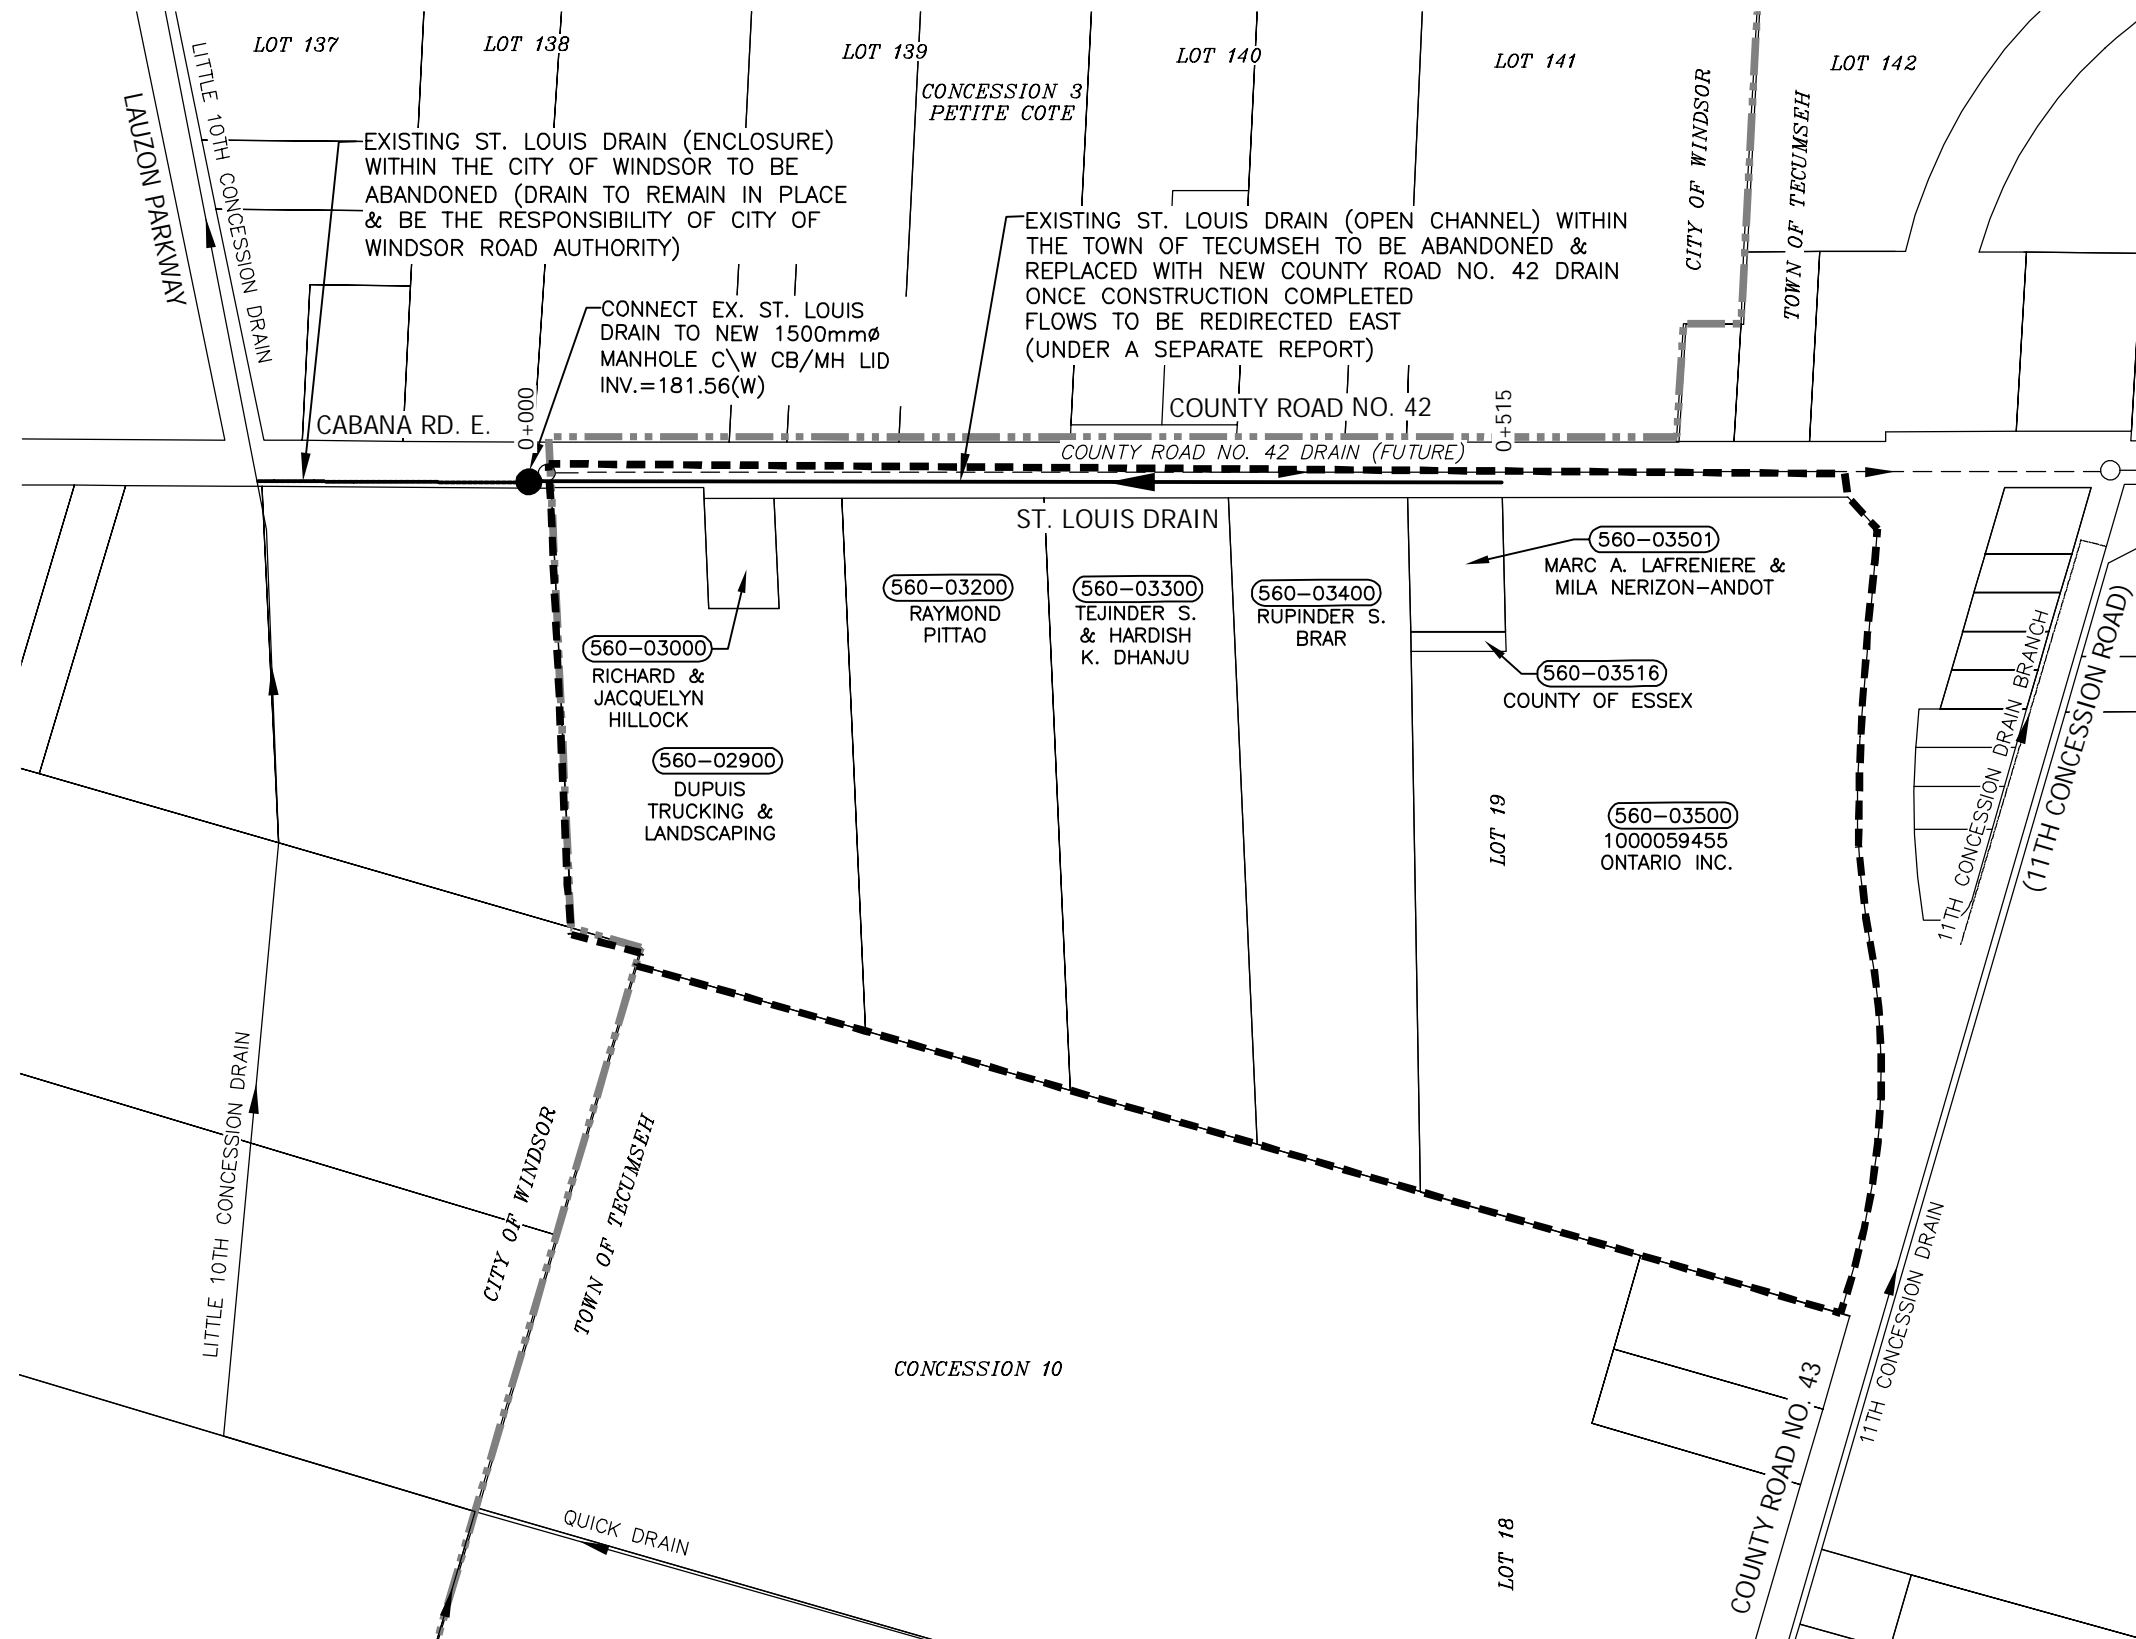 LOT 137
LOT 138
LOT 139
LOT 140
LOT 141
LOT 142
CONCESSION 3
PETITE COTE
CITY OF WINDSOR
TOWN OF TECUMSEH
LAUZON PARKWAY
LITTLE 10TH CONCESSION DRAIN
EXISTING ST. LOUIS DRAIN (ENCLOSURE)
WITHIN THE CITY OF WINDSOR TO BE
ABANDONED (DRAIN TO REMAIN IN PLACE
& BE THE RESPONSIBILITY OF CITY OF
WINDSOR ROAD AUTHORITY)
EXISTING ST. LOUIS DRAIN (OPEN CHANNEL) WITHIN
THE TOWN OF TECUMSEH TO BE ABANDONED &
REPLACED WITH NEW COUNTY ROAD NO. 42 DRAIN
ONCE CONSTRUCTION COMPLETED
FLOWS TO BE REDIRECTED EAST
(UNDER A SEPARATE REPORT)
CONNECT EX. ST. LOUIS
DRAIN TO NEW 1500mmø
MANHOLE C\W CB/MH LID
INV.=181.56(W)
CABANA RD. E.
0+000
COUNTY ROAD NO. 42
0+515
COUNTY ROAD NO. 42 DRAIN (FUTURE)
ST. LOUIS DRAIN
560-03501
MARC A. LAFRENIERE &
MILA NERIZON-ANDOT
560-03200
RAYMOND
PITTAO
560-03300
TEJINDER S.
& HARDISH
K. DHANJU
560-03400
RUPINDER S.
BRAR
560-03000
RICHARD &
JACQUELYN
HILLOCK
560-03516
COUNTY OF ESSEX
560-02900
DUPUIS
TRUCKING &
LANDSCAPING
LOT 19
560-03500
1000059455
ONTARIO INC.
11TH CONCESSION DRAIN BRANCH
(11TH CONCESSION ROAD)
LITTLE 10TH CONCESSION DRAIN
CITY OF WINDSOR
TOWN OF TECUMSEH
CONCESSION 10
11TH CONCESSION DRAIN
COUNTY ROAD NO. 43
QUICK DRAIN
LOT 18